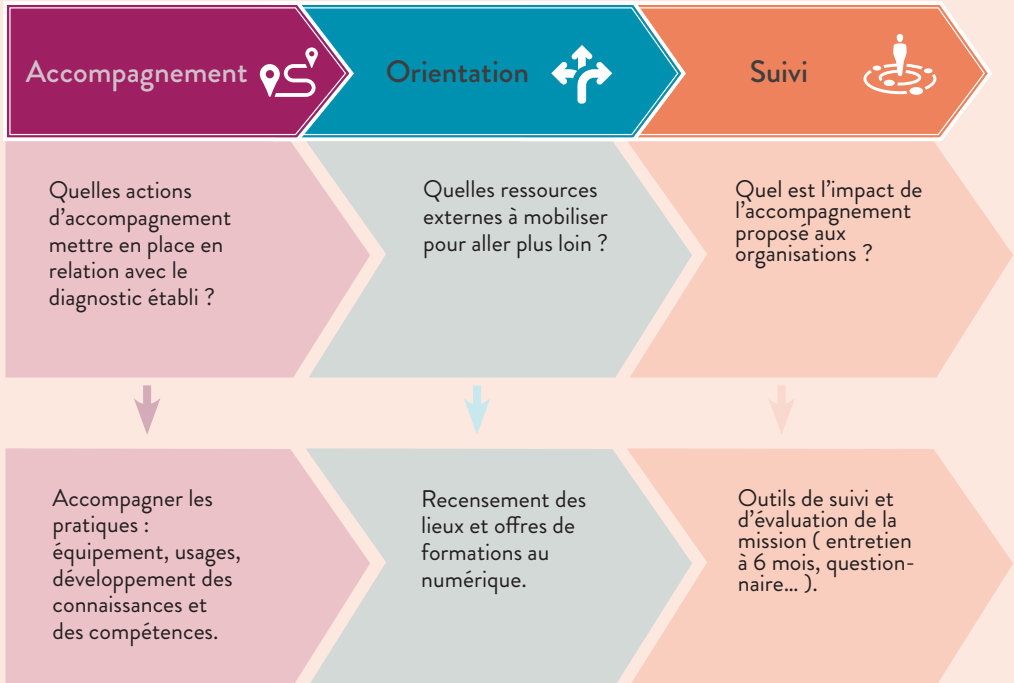 Accompagnement
Orientation
Suivi
Quelles actions
d'accompagnement
mettre en place en
relation avec le
diagnostic établi ?
Quelles ressources
externes à mobiliser
pour aller plus loin ?
Quel est l'impact de
l'accompagnement
proposé aux
organisations ?
Accompagner les
pratiques :
équipement, usages,
développement des
connaissances et
des compétences.
Recensement des
lieux et offres de
formations au
numérique.
Outils de suivi et
d'évaluation de la
mission ( entretien
à 6 mois, question-
naire... ).